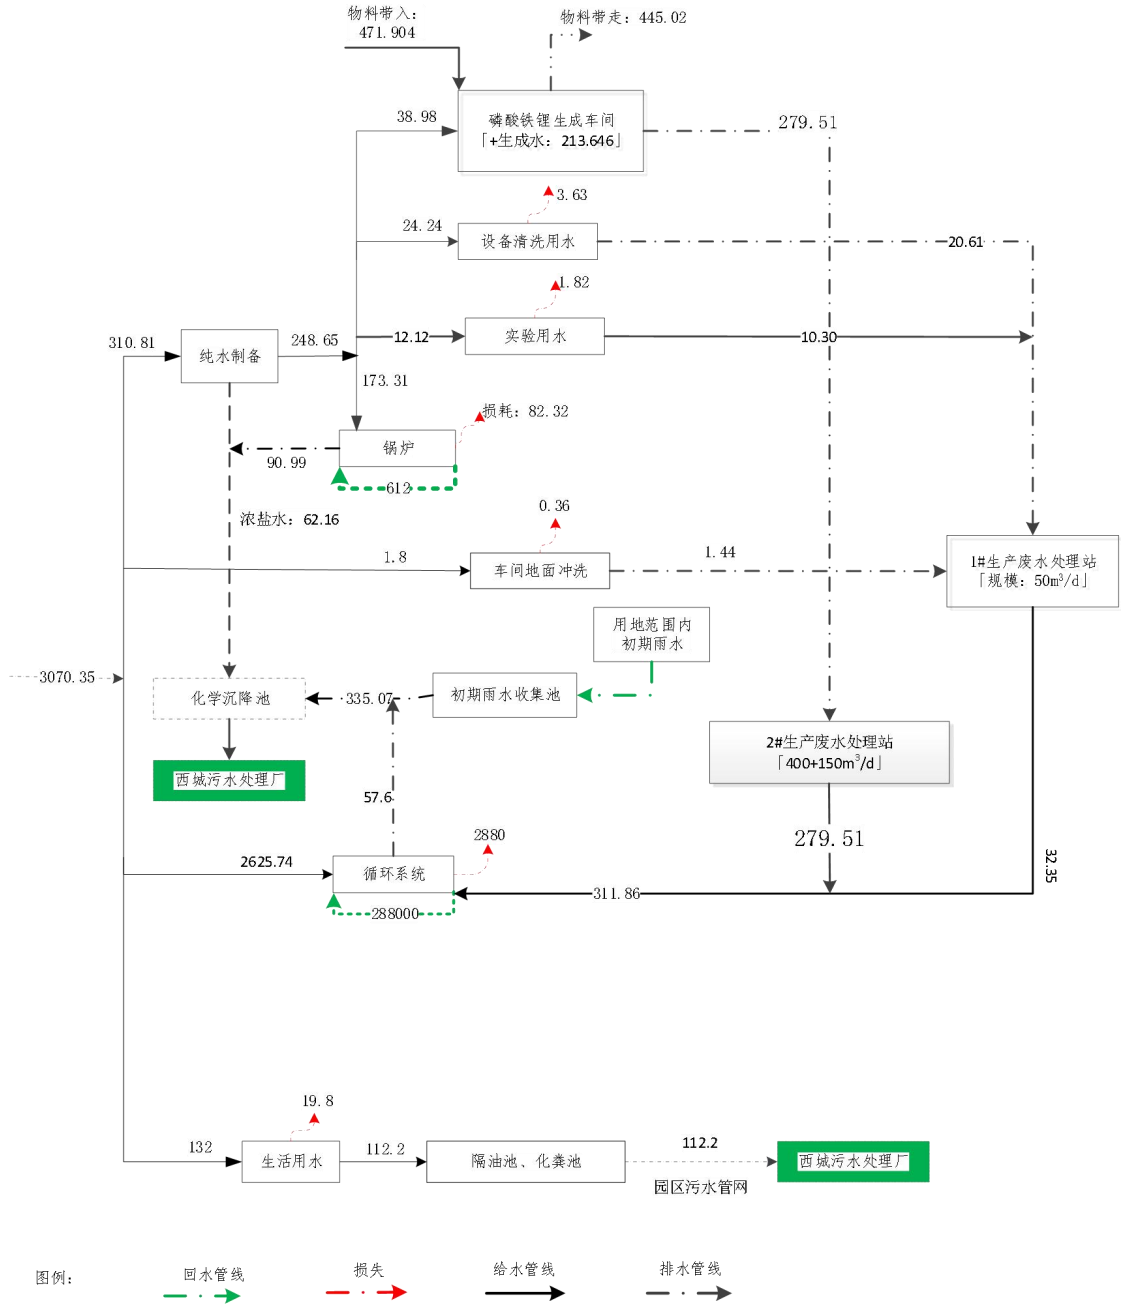 物料带入：
471.904
物料带走：445.02
38.98
磷酸铁锂生成车间
「+生成水：213.646」
279.51
3.63
24.24
设备清洗用水
20.61
1.82
310.81
纯水制备
248.65
12.12
实验用水
10.30
173.31
损耗：82.32
锅炉
90.99
612
浓盐水：62.16
0.36
1.8
车间地面冲洗
1.44
1#生产废水处理站
「规模：50m³/d」
用地范围内
初期雨水
3070.35
化学沉降池
335.07
初期雨水收集池
2#生产废水处理站
「400+150m³/d」
西城污水处理厂
57.6
2880
279.51
2625.74
循环系统
32.35
311.86
288000
19.8
132
生活用水
112.2
隔油池、化粪池
112.2
园区污水管网
西城污水处理厂
图例：
回水管线
损失
给水管线
排水管线